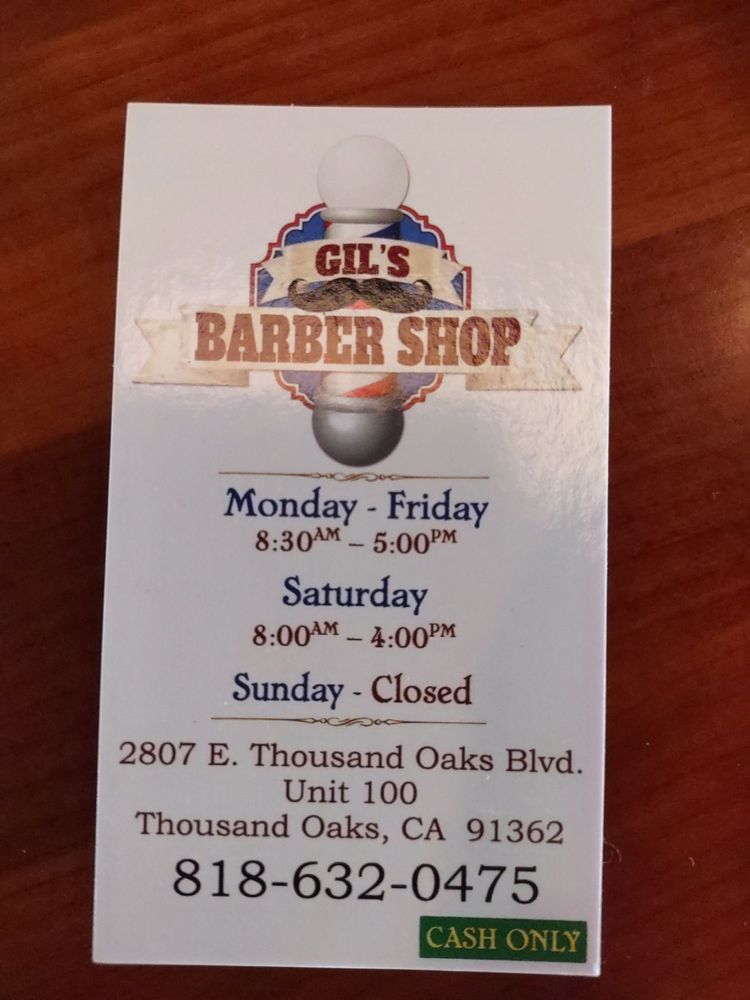 GIL'S
BARBER SHOP
Monday - Friday
8:30AM – 5:00PM
Saturday
8:00AM – 4:00PM
Sunday - Closed
2807 E. Thousand Oaks Blvd.
Unit 100
Thousand Oaks, CA 91362
818-632-0475
CASH ONLY